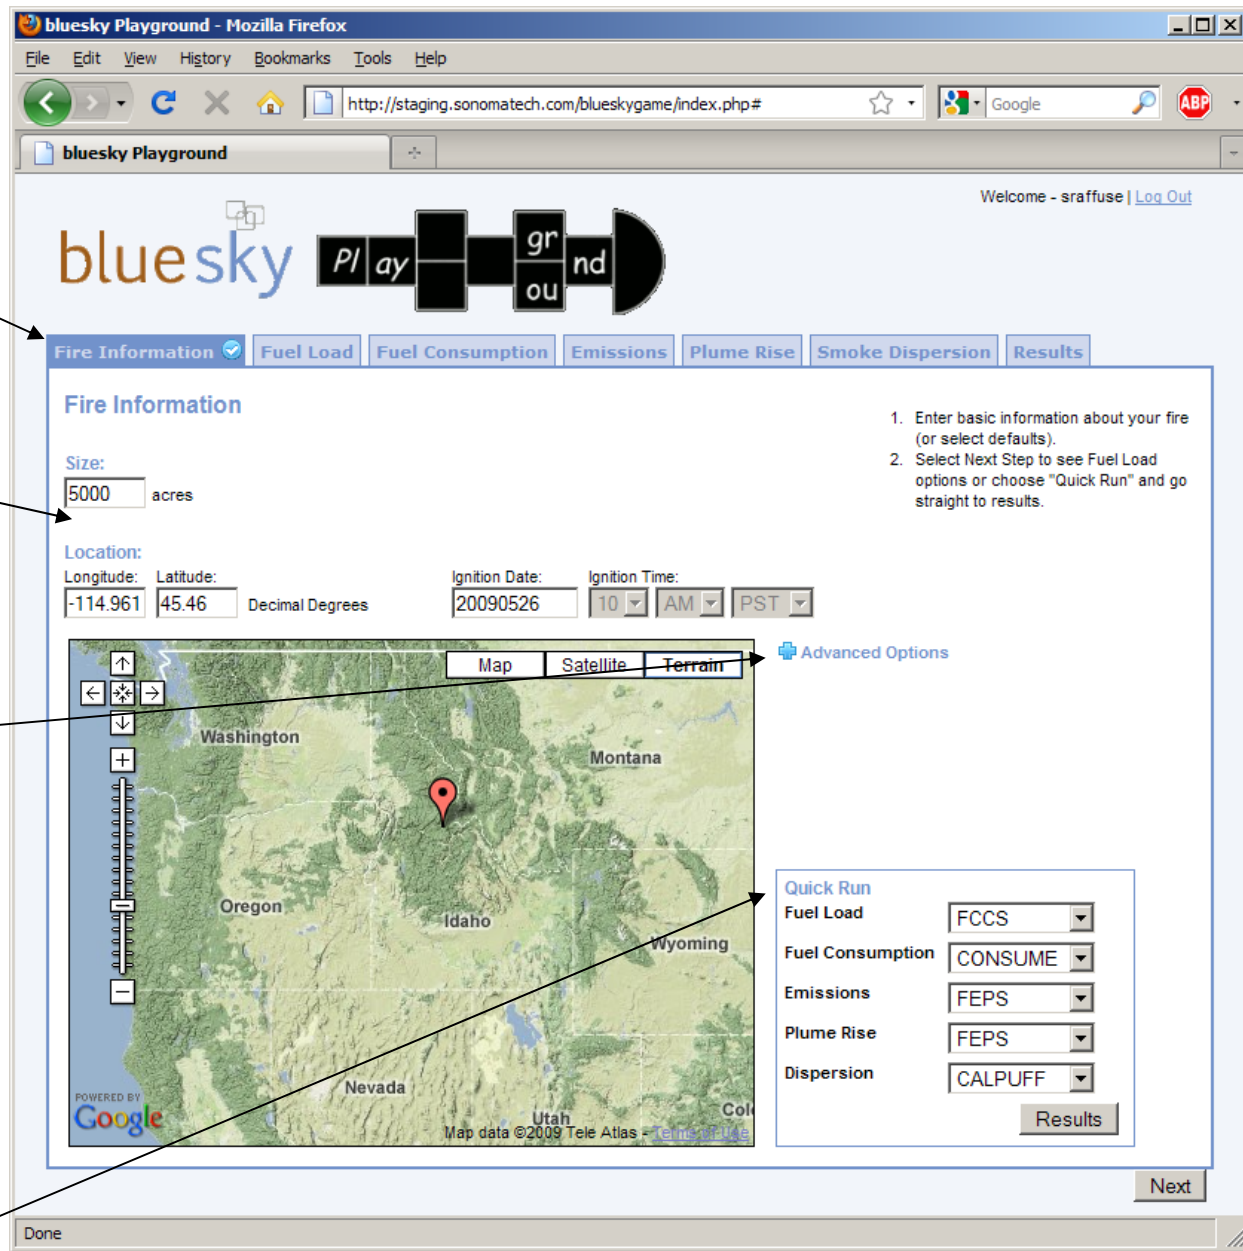 bluesky Playground - Mozilla Firefox
File Edit View History Bookmarks Tools Help
http://staging.sonomatech.com/blueskygame/index.php#
Google
ABP
bluesky Playground
Welcome - sraffuse | Log Out
bluesky
Pl ay gr ou nd
Fire Information Fuel Load Fuel Consumption Emissions Plume Rise Smoke Dispersion Results
Fire Information
1. Enter basic information about your fire
(or select defaults).
2. Select Next Step to see Fuel Load
options or choose "Quick Run" and go
straight to results.
Size:
5000 acres
Location:
Longitude: Latitude: Ignition Date: Ignition Time:
-114.961 45.46 Decimal Degrees 20090526 10 AM PST
Map Satellite Terrain
Advanced Options
Washington
Montana
Oregon
Idaho
Wyoming
Nevada
Utah
Colo
POWERED BY
Google
Map data ©2009 Tele Atlas - Terms of Use
Quick Run
Fuel Load FCCS
Fuel Consumption CONSUME
Emissions FEPS
Plume Rise FEPS
Dispersion CALPUFF
Results
Next
Done